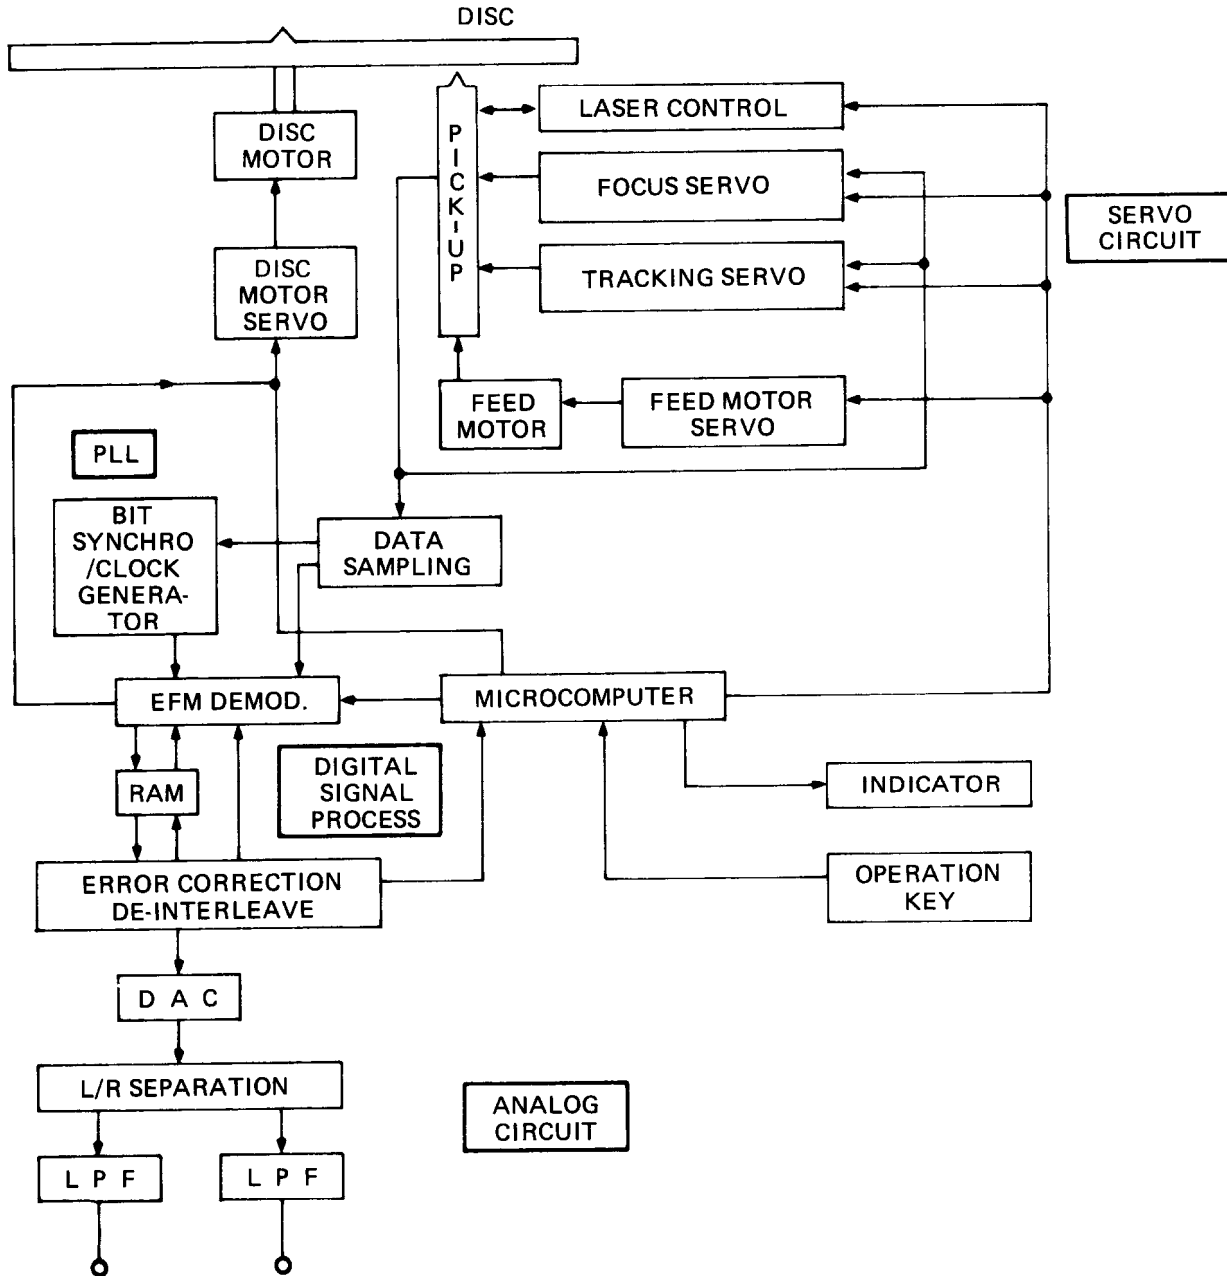 DISC
DISC
MOTOR
PICK-UP
LASER CONTROL
FOCUS SERVO
SERVO
CIRCUIT
DISC
MOTOR
SERVO
TRACKING SERVO
FEED
MOTOR
FEED MOTOR
SERVO
PLL
BIT
SYNCHRO
/CLOCK
GENERA-
TOR
DATA
SAMPLING
EFM DEMOD.
MICROCOMPUTER
RAM
DIGITAL
SIGNAL
PROCESS
INDICATOR
ERROR CORRECTION
DE-INTERLEAVE
OPERATION
KEY
D A C
L/R SEPARATION
ANALOG
CIRCUIT
L P F
L P F